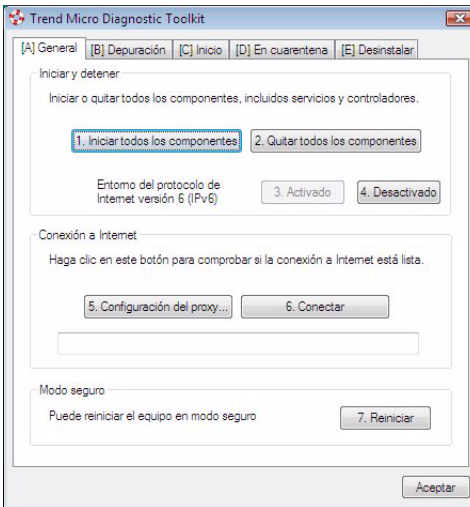 Trend Micro Diagnostic Toolkit
[A] General [B] Depuración [C] Inicio [D] En cuarentena [E] Desinstalar
Iniciar y detener
Iniciar o quitar todos los componentes, incluidos servicios y controladores.
1. Iniciar todos los componentes 2. Quitar todos los componentes
Entorno del protocolo de
Internet versión 6 (IPv6)
3. Activado 4. Desactivado
Conexión a Internet
Haga clic en este botón para comprobar si la conexión a Internet está lista.
5. Configuración del proxy... 6. Conectar
Modo seguro
Puede reiniciar el equipo en modo seguro 7. Reiniciar
Aceptar